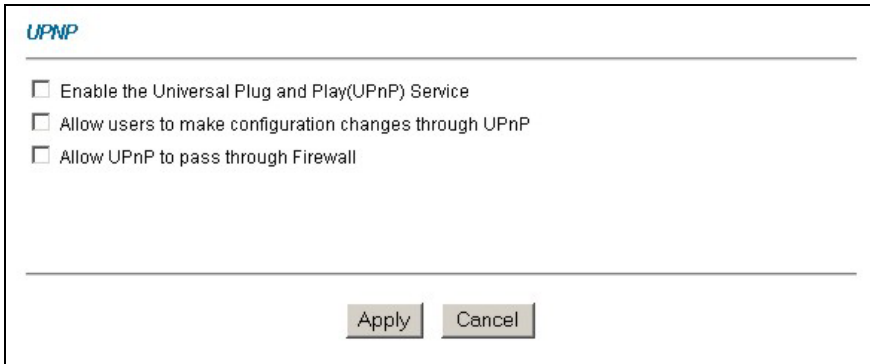 UPNP
Enable the Universal Plug and Play(UPnP) Service
Allow users to make configuration changes through UPnP
Allow UPnP to pass through Firewall
Apply Cancel